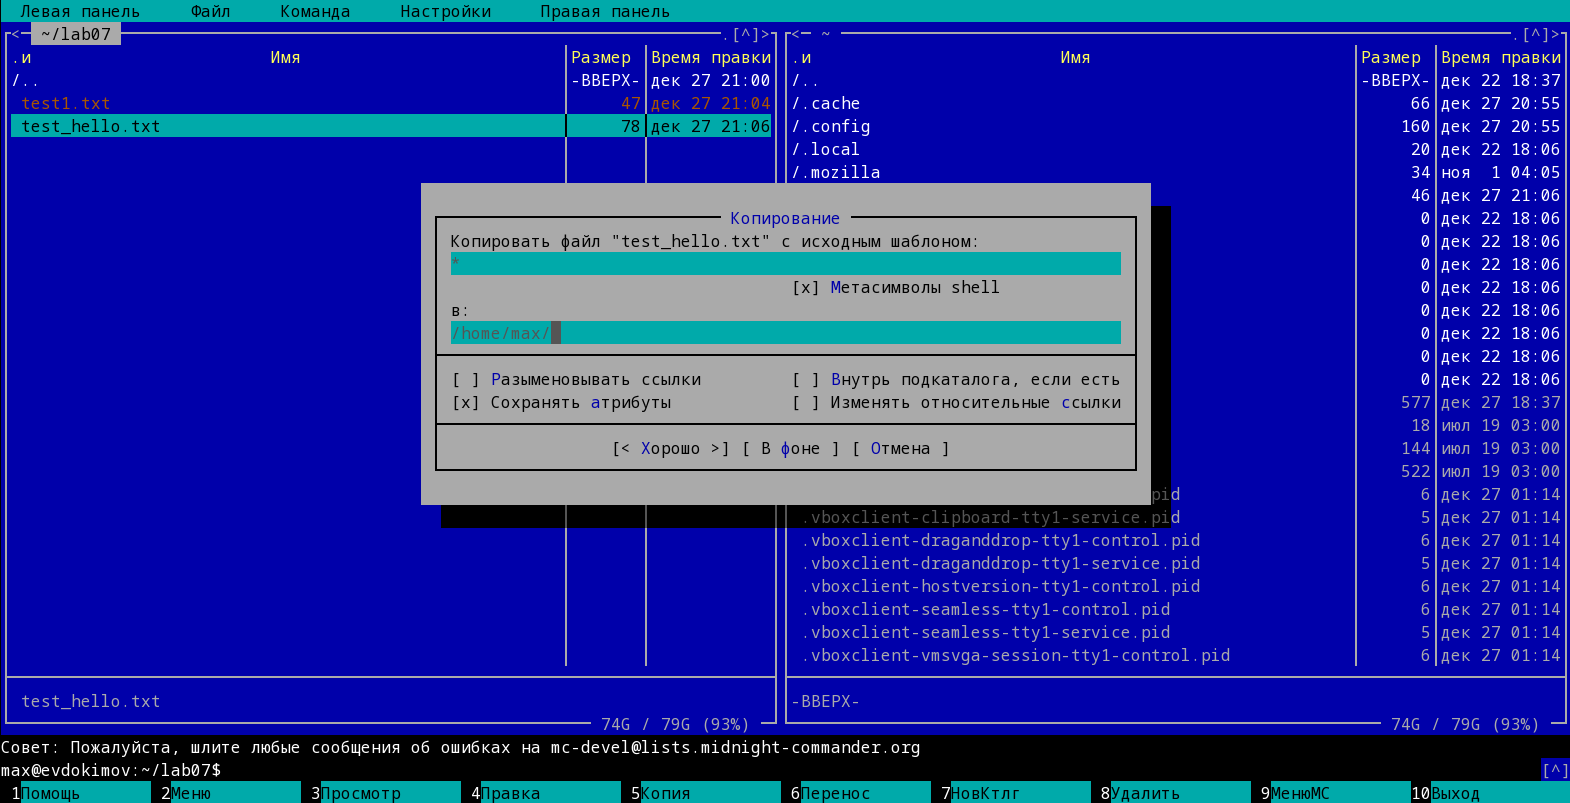 Левая панель Файл Команда Настройки Правая панель
<─ ~/lab07 .[^]> <─ ~ .[^]>
.и Имя Размер Время правки .и Имя Размер Время правки
/.. -ВВЕРХ- дек 27 21:00 /.. -ВВЕРХ- дек 22 18:37
test1.txt 47 дек 27 21:04 /.cache 66 дек 27 20:55
test_hello.txt 78 дек 27 21:06 /.config 160 дек 27 20:55
/.local 20 дек 22 18:06
/.mozilla 34 ноя 1 04:05
46 дек 27 21:06
Копирование 0 дек 22 18:06
Копировать файл "test_hello.txt" с исходным шаблоном: 0 дек 22 18:06
* 0 дек 22 18:06
[x] Метасимволы shell 0 дек 22 18:06
в: 0 дек 22 18:06
/home/max/ 0 дек 22 18:06
0 дек 22 18:06
[ ] Разыменовывать ссылки [ ] Внутрь подкаталога, если есть 0 дек 22 18:06
[x] Сохранять атрибуты [ ] Изменять относительные ссылки 577 дек 27 18:37
18 июл 19 03:00
[< Хорошо >] [ В фоне ] [ Отмена ] 144 июл 19 03:00
522 июл 19 03:00
pid 6 дек 27 01:14
.vboxclient-clipboard-tty1-service.pid 5 дек 27 01:14
.vboxclient-draganddrop-tty1-control.pid 6 дек 27 01:14
.vboxclient-draganddrop-tty1-service.pid 5 дек 27 01:14
.vboxclient-hostversion-tty1-control.pid 6 дек 27 01:14
.vboxclient-seamless-tty1-control.pid 6 дек 27 01:14
.vboxclient-seamless-tty1-service.pid 5 дек 27 01:14
.vboxclient-vmsvga-session-tty1-control.pid 6 дек 27 01:14
test_hello.txt -ВВЕРХ-
74G / 79G (93%) 74G / 79G (93%)
Совет: Пожалуйста, шлите любые сообщения об ошибках на mc-devel@lists.midnight-commander.org
max@evdokimov:~/lab07$ [^]
1Помощь 2Меню 3Просмотр 4Правка 5Копия 6Перенос 7НовКтлг 8Удалить 9МенюMC 10Выход